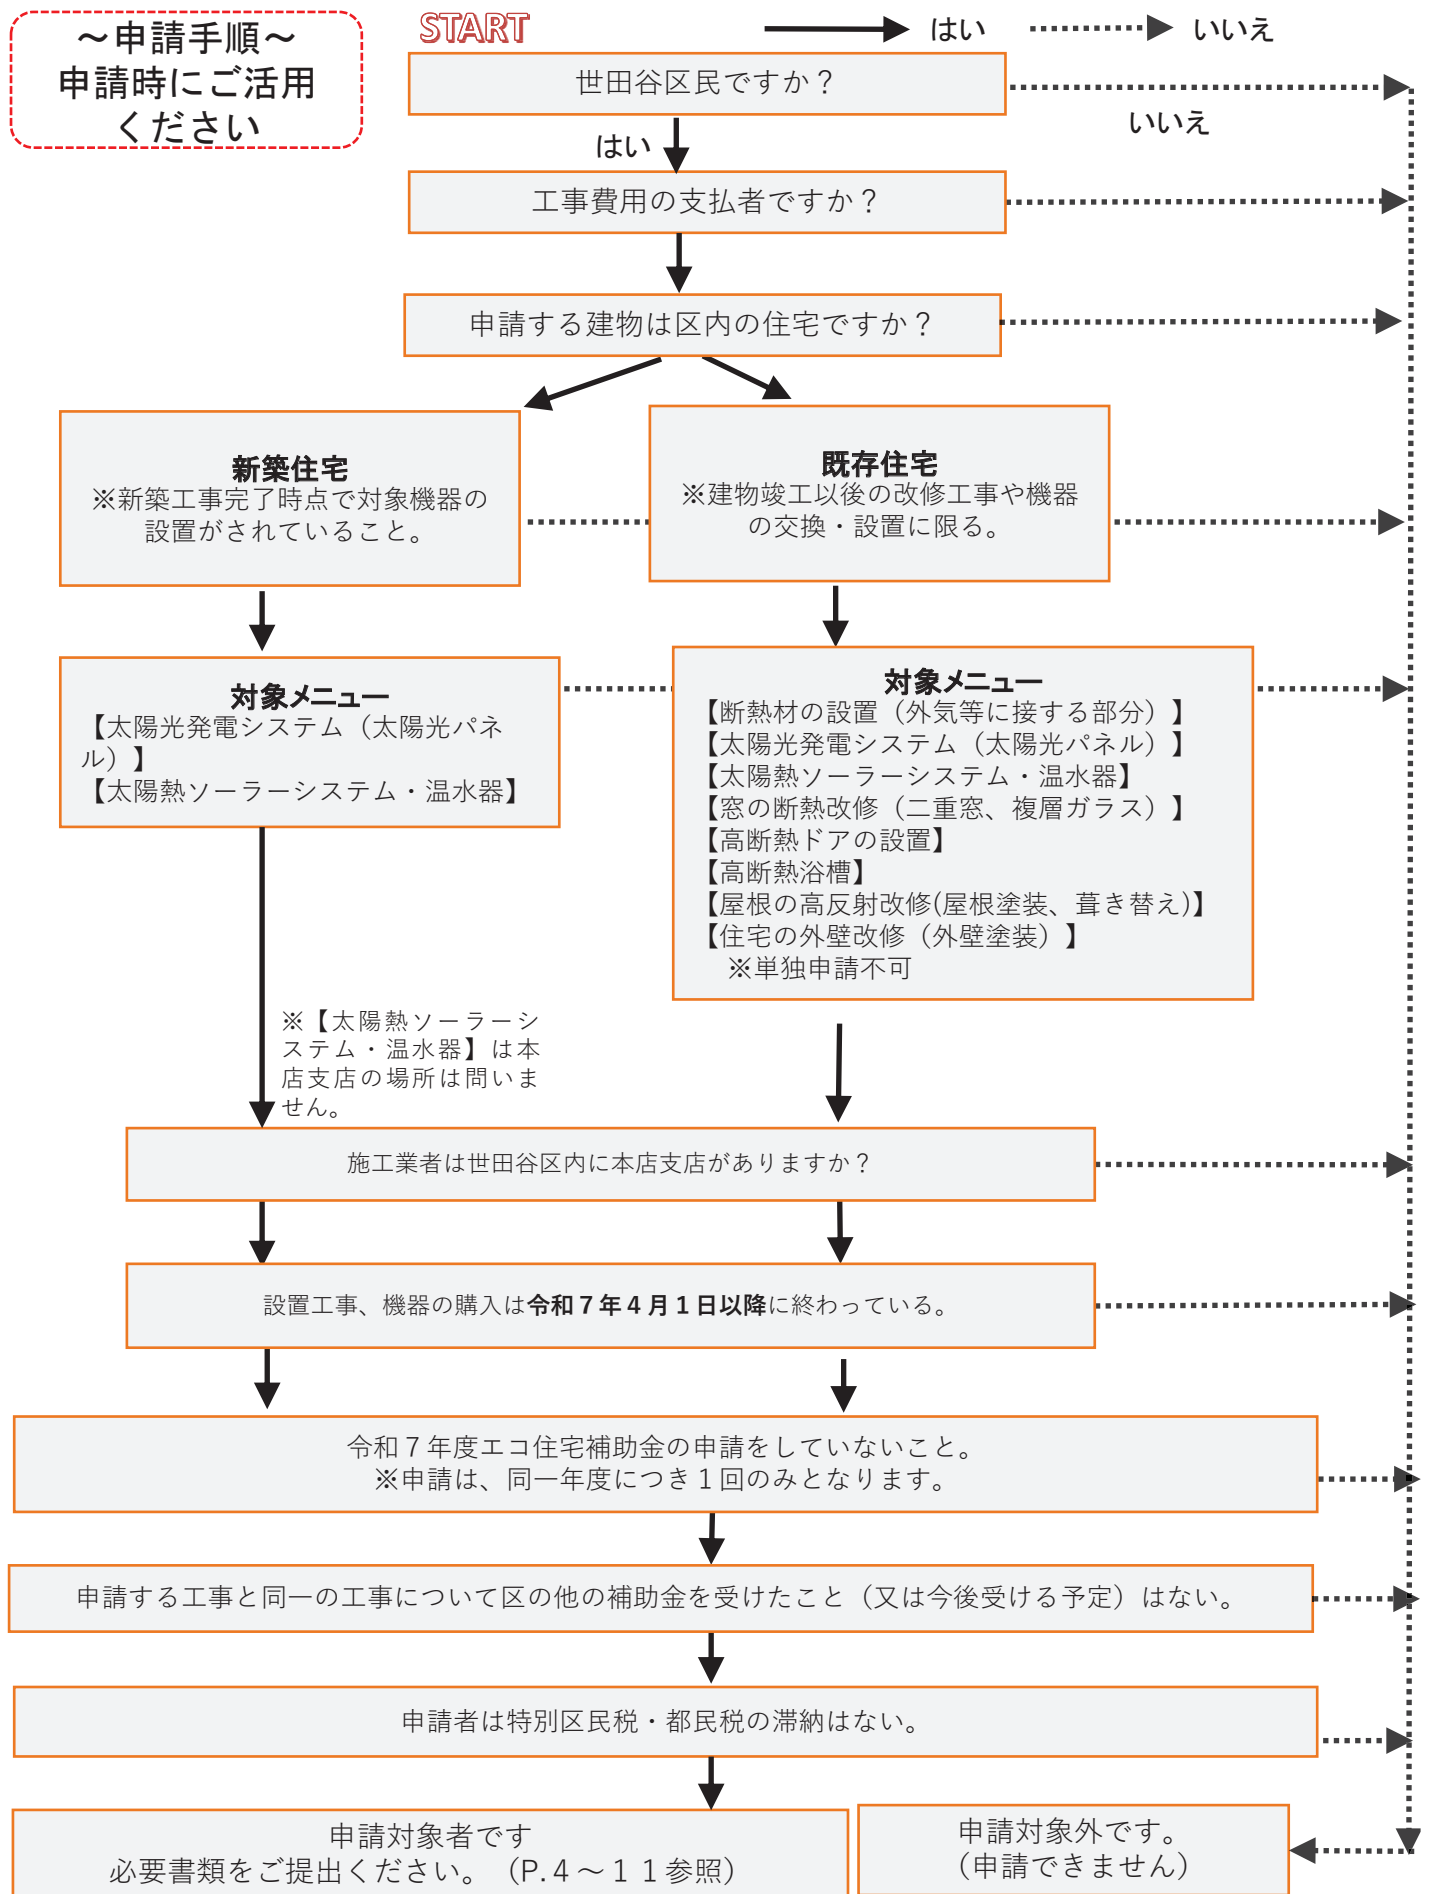 ～申請手順～
申請時にご活用
ください
START
はい
いいえ
世田谷区民ですか？
いいえ
はい
工事費用の支払者ですか？
申請する建物は区内の住宅ですか？
新築住宅
※新築工事完了時点で対象機器の
設置がされていること。
既存住宅
※建物竣工以後の改修工事や機器
の交換・設置に限る。
対象メニュー
【太陽光発電システム（太陽光パネ
ル）】
【太陽熱ソーラーシステム・温水器】
対象メニュー
【断熱材の設置（外気等に接する部分）】
【太陽光発電システム（太陽光パネル）】
【太陽熱ソーラーシステム・温水器】
【窓の断熱改修（二重窓、複層ガラス）】
【高断熱ドアの設置】
【高断熱浴槽】
【屋根の高反射改修(屋根塗装、葺き替え)】
【住宅の外壁改修（外壁塗装）】
※単独申請不可
※【太陽熱ソーラーシ
ステム・温水器】は本
店支店の場所は問いま
せん。
施工業者は世田谷区内に本店支店がありますか？
設置工事、機器の購入は令和７年４月１日以降に終わっている。
令和７年度エコ住宅補助金の申請をしていないこと。
※申請は、同一年度につき１回のみとなります。
申請する工事と同一の工事について区の他の補助金を受けたこと（又は今後受ける予定）はない。
申請者は特別区民税・都民税の滞納はない。
申請対象者です
必要書類をご提出ください。（P.４～１１参照）
申請対象外です。
（申請できません）